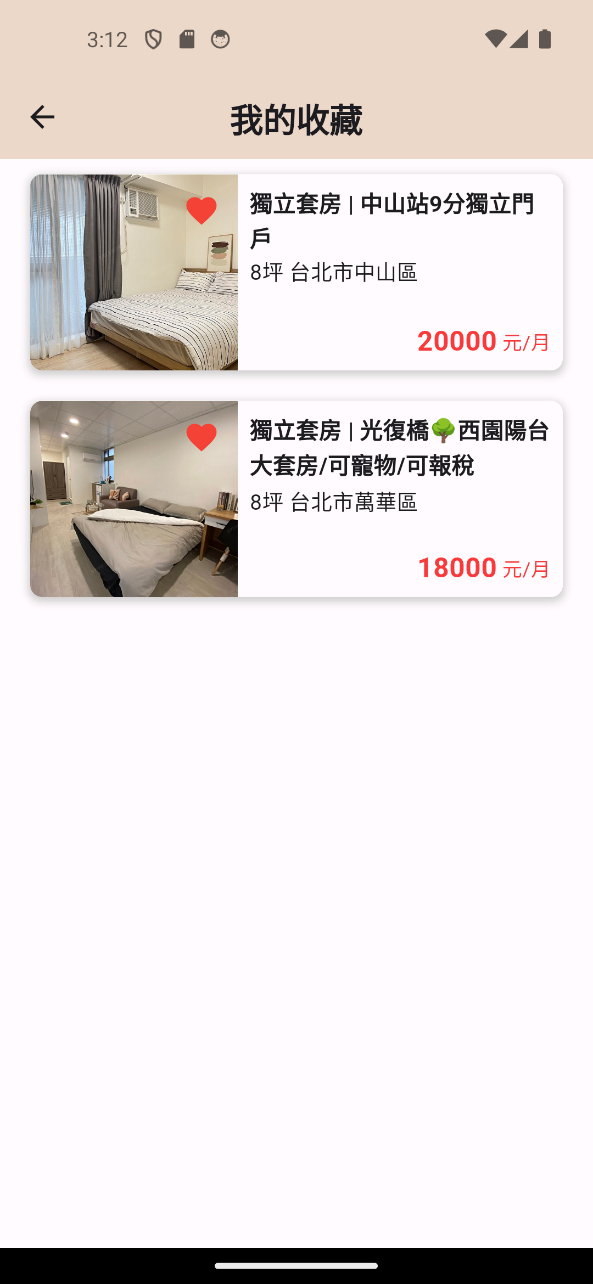 3:12
我的收藏
獨立套房 | 中山站9分獨立門
戶
8坪 台北市中山區
20000 元/月
獨立套房 | 光復橋🌳西園陽台
大套房/可寵物/可報稅
8坪 台北市萬華區
18000 元/月